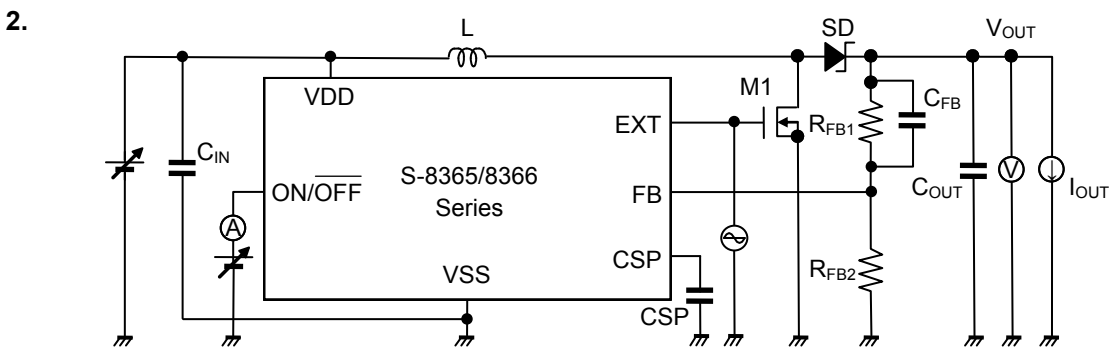 2.
L
SD
VOUT
VDD
M1
CFB
EXT
RFB1
CIN
S-8365/8366
Series
ON/OFF
FB
COUT
V
IOUT
A
CSP
RFB2
VSS
CSP